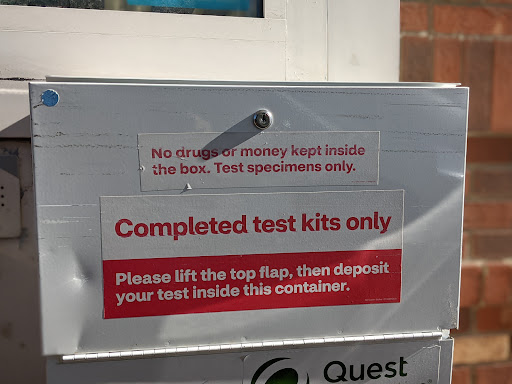 No drugs or money kept inside
the box. Test specimens only.
Completed test kits only
Please lift the top flap, then deposit
your test inside this container.
Quest